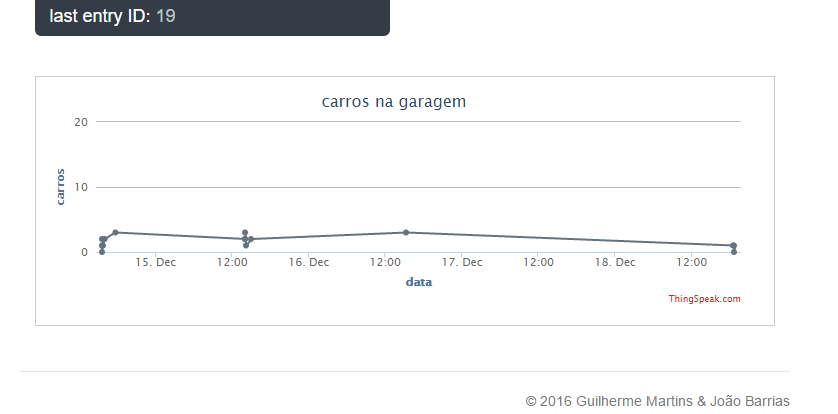 last entry ID: 19
carros na garagem
20
10
0
carros
15. Dec 12:00 16. Dec 12:00 17. Dec 12:00 18. Dec 12:00
data
ThingSpeak.com
© 2016 Guilherme Martins & João Barrias